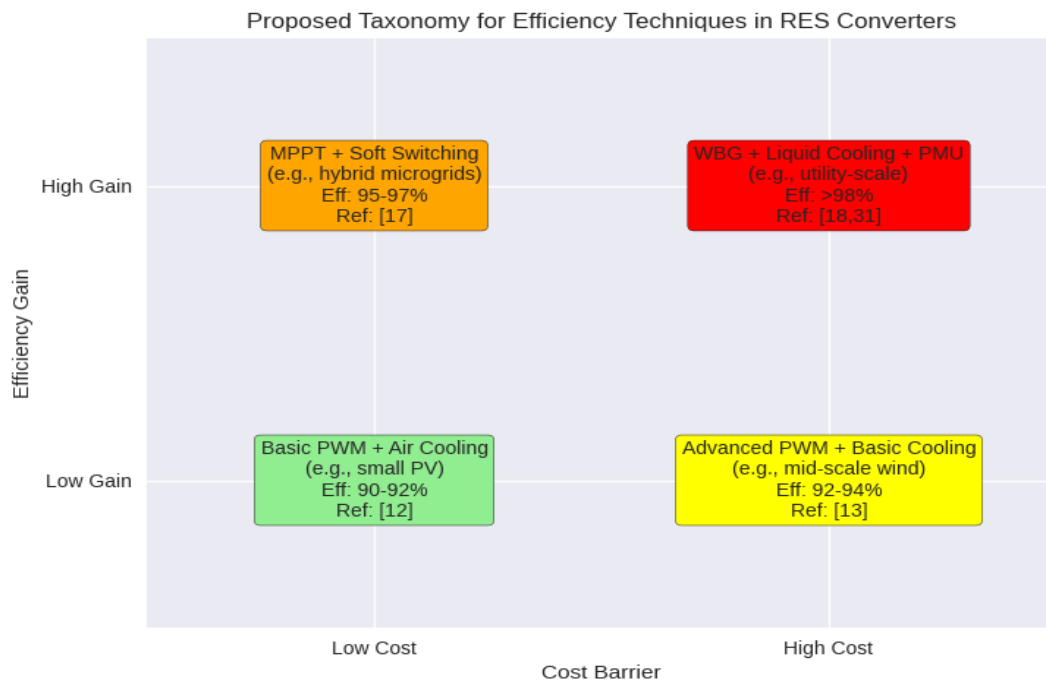 Proposed Taxonomy for Efficiency Techniques in RES Converters
Efficiency Gain
High Gain
MPPT + Soft Switching
(e.g., hybrid microgrids)
Eff: 95-97%
Ref: [17]
WBG + Liquid Cooling + PMU
(e.g., utility-scale)
Eff: >98%
Ref: [18,31]
Low Gain
Basic PWM + Air Cooling
(e.g., small PV)
Eff: 90-92%
Ref: [12]
Advanced PWM + Basic Cooling
(e.g., mid-scale wind)
Eff: 92-94%
Ref: [13]
Low Cost
High Cost
Cost Barrier